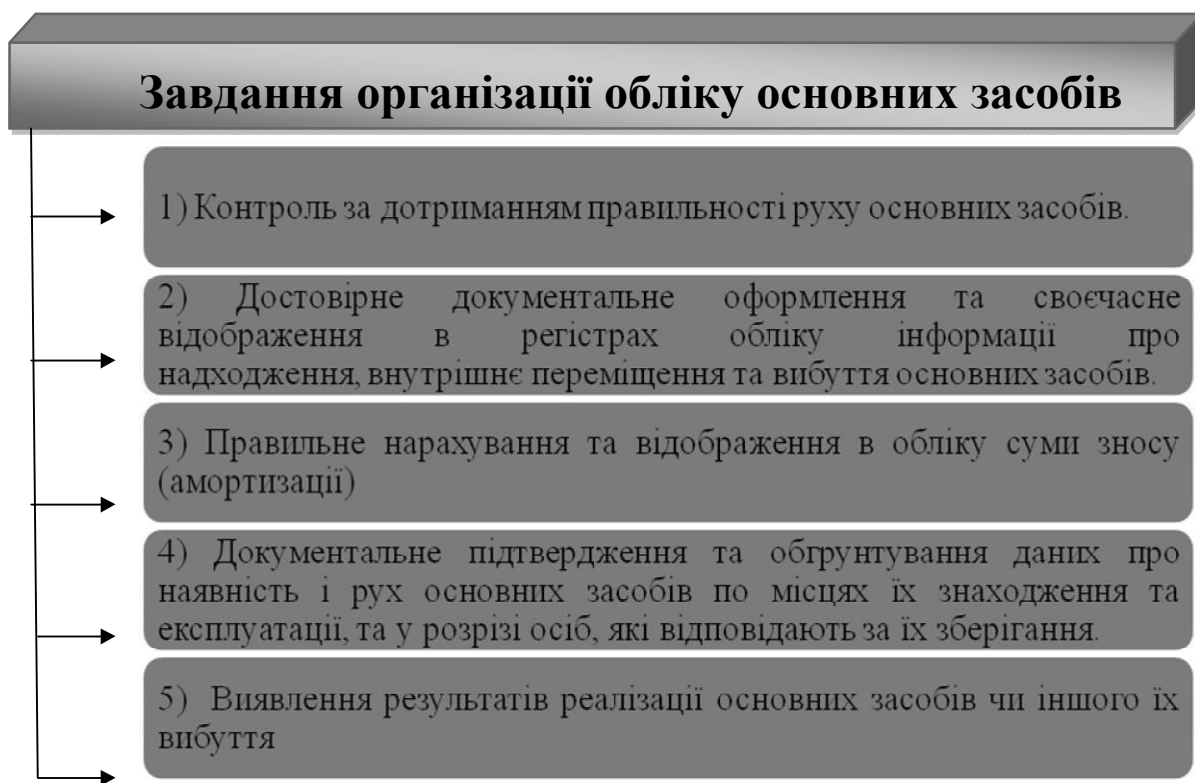 Завдання організації обліку основних засобів
1) Контроль за дотриманням правильності руху основних засобів.
2) Достовірне документальне оформлення та своєчасне
відображення в регістрах обліку інформації про
надходження, внутрішнє переміщення та вибуття основних засобів.
3) Правильне нарахування та відображення в обліку суми зносу
(амортизації)
4) Документальне підтвердження та обгрунтування даних про
наявність і рух основних засобів по місцях їх знаходження та
експлуатації, та у розрізі осіб, які відповідають за їх зберігання.
5) Виявлення результатів реалізації основних засобів чи іншого їх
вибуття